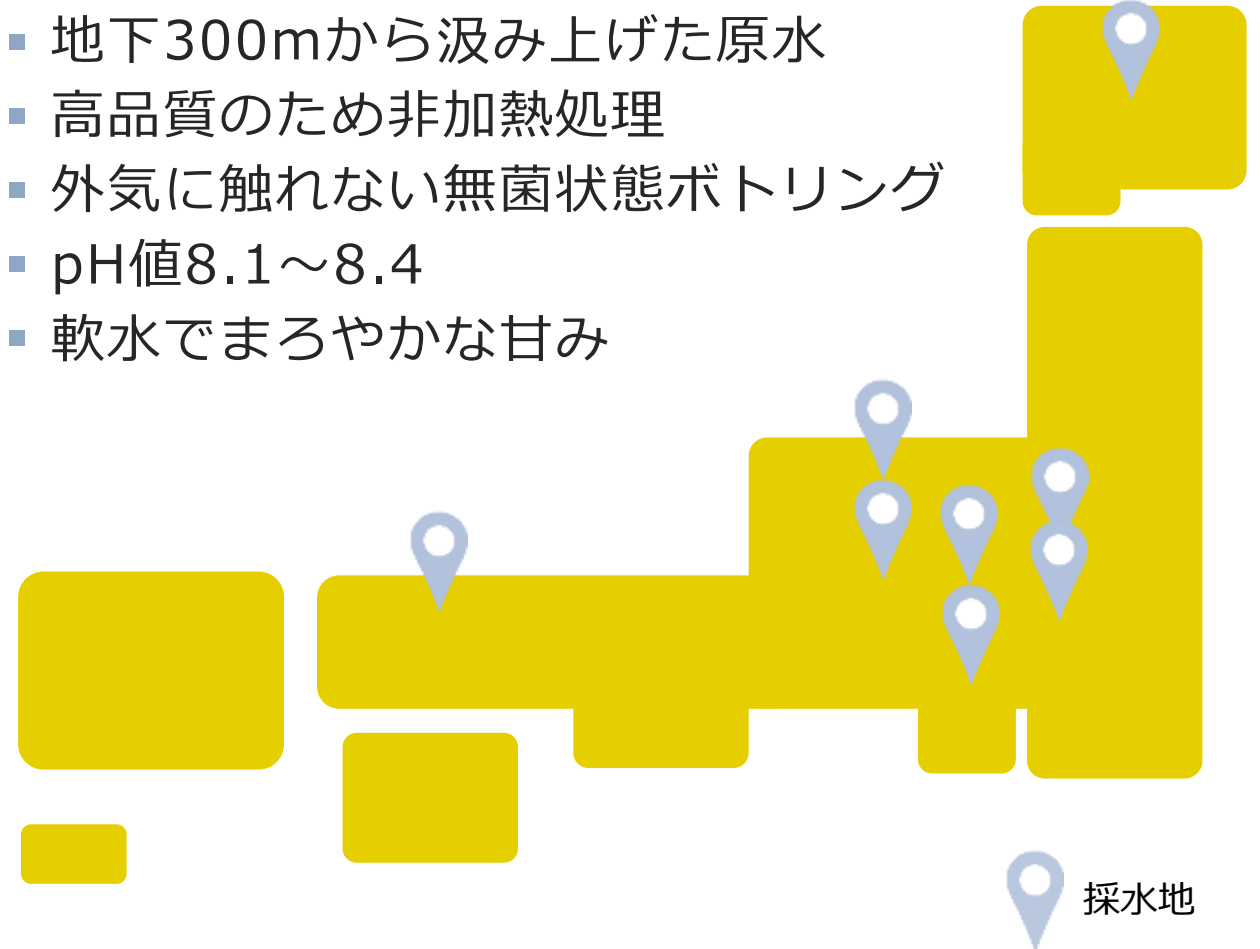 地下300mから汲み上げた原水
高品質のため非加熱処理
外気に触れない無菌状態ボトリング
pH値8.1～8.4
軟水でまろやかな甘み
採水地